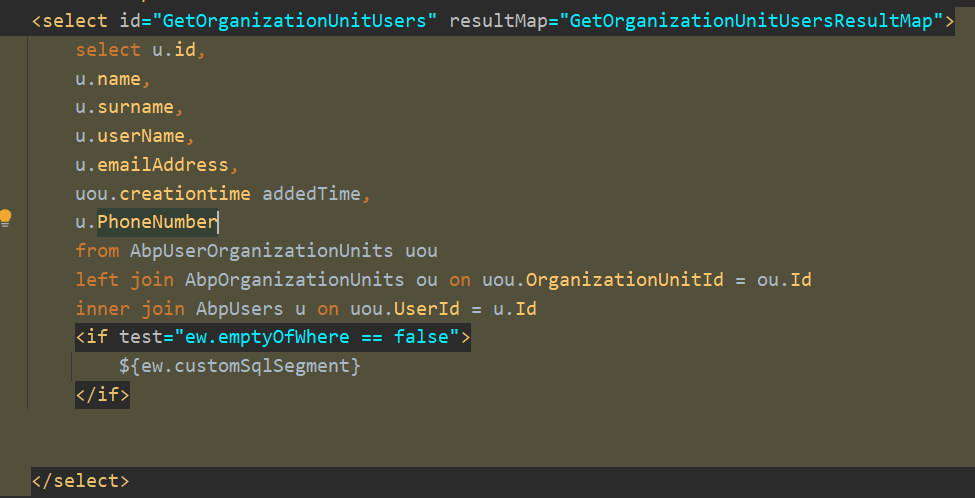 <select id="GetOrganizationUnitUsers" resultMap="GetOrganizationUnitUsersResultMap">
select u.id,
u.name,
u.surname,
u.userName,
u.emailAddress,
uou.creationtime addedTime,
u.PhoneNumber
from AbpUserOrganizationUnits uou
left join AbpOrganizationUnits ou on uou.OrganizationUnitId = ou.Id
inner join AbpUsers u on uou.UserId = u.Id
<if test="ew.emptyOfWhere == false">
${ew.customSqlSegment}
</if>
</select>